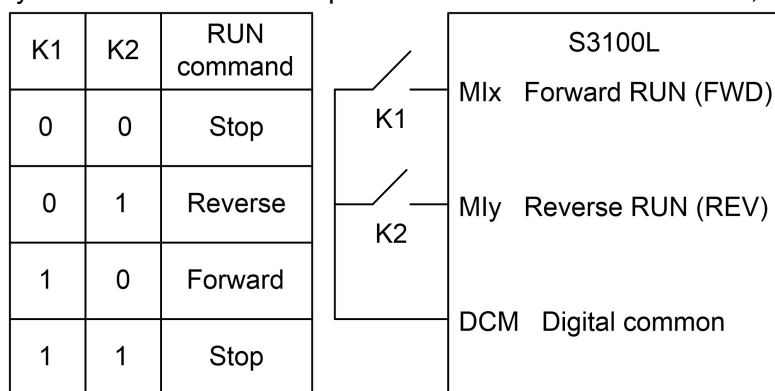 K1 K2 RUN command
0 0 Stop
0 1 Reverse
1 0 Forward
1 1 Stop
K1
K2
S3100L
MIx Forward RUN (FWD)
MIy Reverse RUN (REV)
DCM Digital common